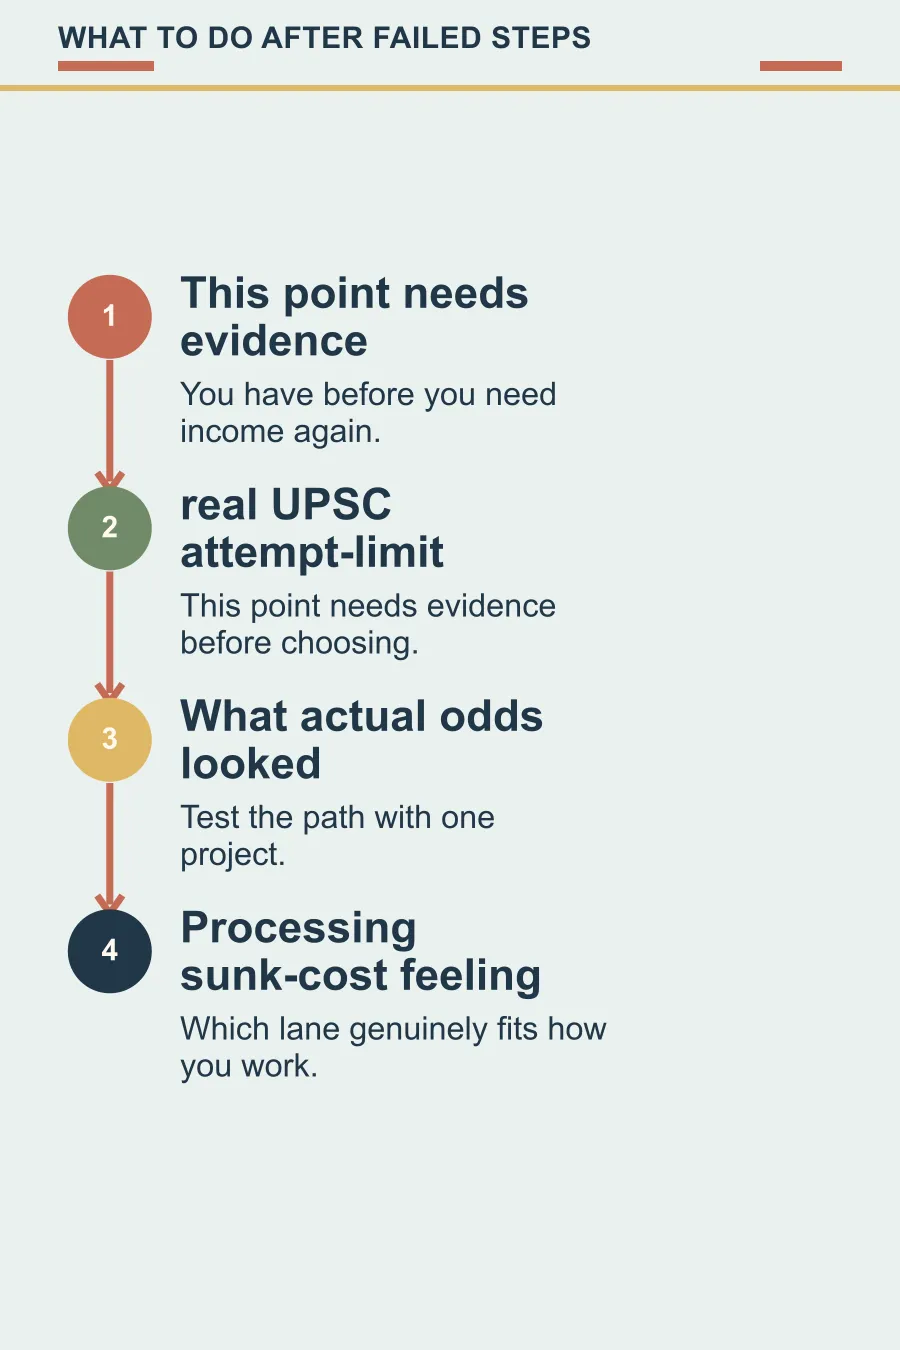 WHAT TO DO AFTER FAILED STEPS
1
This point needs
evidence
You have before you need
income again.
2
real UPSC
attempt-limit
This point needs evidence
before choosing.
3
What actual odds
looked
Test the path with one
project.
4
Processing
sunk-cost feeling
Which lane genuinely fits how
you work.